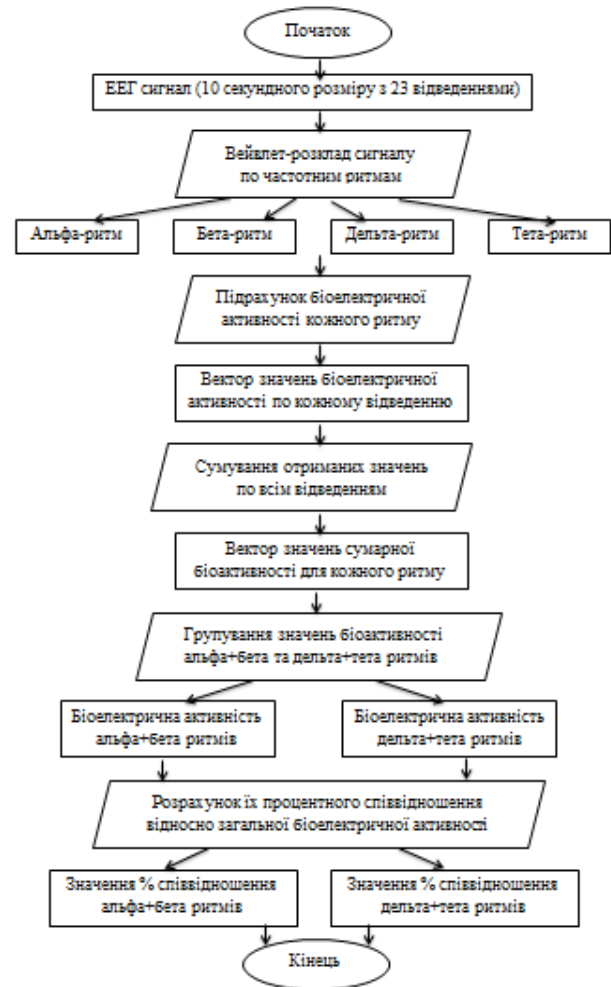 Початок
ЕЕГ сигнал (10 секундного розміру з 23 відведеннями)
Вейвлет-розклад сигналу
по частотним ритмам
Альфа-ритм
Бета-ритм
Дельта-ритм
Тета-ритм
Підрахунок біоелектричної
активності кожного ритму
Вектор значень біоелектричної
активності по кожному відведенню
Сумування отриманих значень
по всім відведенням
Вектор значень сумарної
біоактивності для кожного ритму
Групування значень біоактивності
альфа+бета та дельта+тета ритмів
Біоелектрична активність
альфа+бета ритмів
Біоелектрична активність
дельта+тета ритмів
Розрахунок їх процентного співвідношення
відносно загальної біоелектричної активності
Значення % співвідношення
альфа+бета ритмів
Значення % співвідношення
дельта+тета ритмів
Кінець